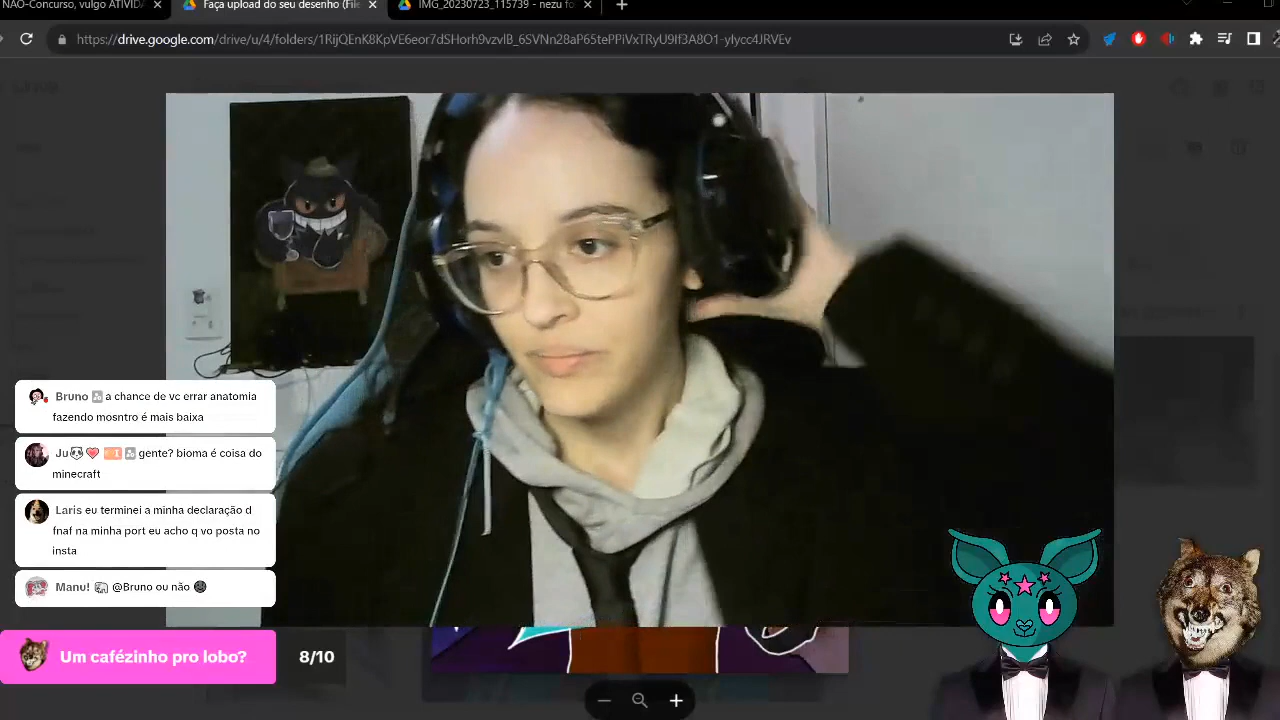 NÃO-Concurso, vulgo ATIVIDA
Faça upload do seu desenho (File
IMG_20230723_115739 - nezu fo
https://drive.google.com/drive/u/4/folders/1RijQEnK8KpVE6eor7dSHorh9vzvlB_6SVNn28aP65tePPiVxTRyU9If3A8O1-ylycc4JRVEv
Bruno a chance de vc errar anatomia
fazendo mosntro é mais baixa
Ju gente? bioma é coisa do
minecraft
Laris eu terminei a minha declaração d
fnaf na minha port eu acho q vo posta no
insta
Manu! @Bruno ou não
Um cafézinho pro lobo? 8/10